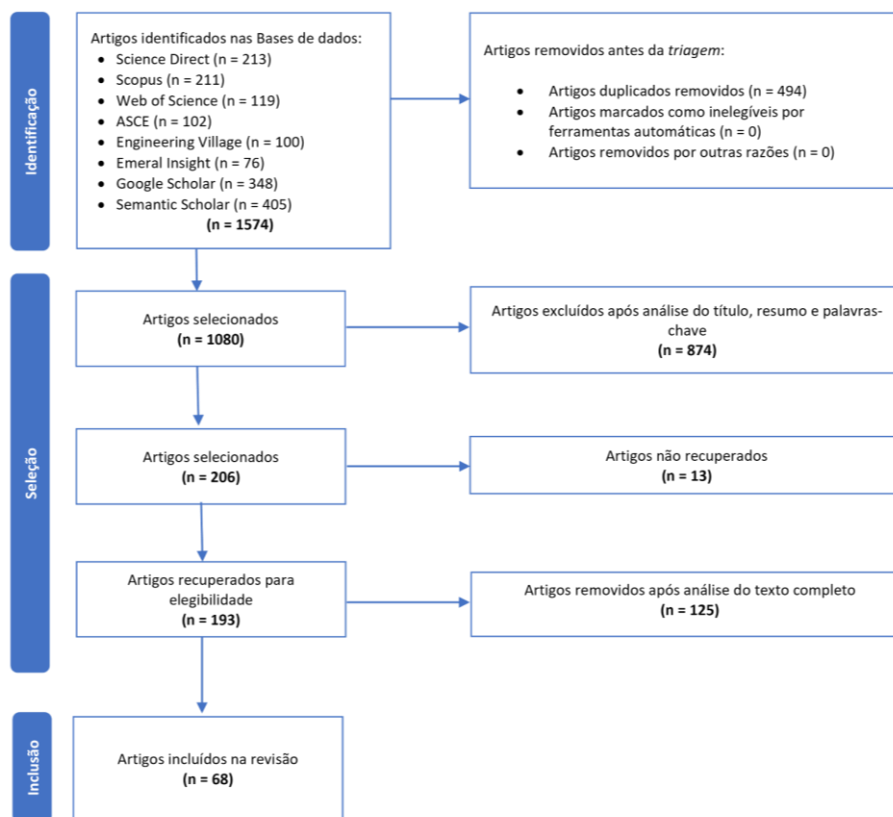 Identificação
Artigos identificados nas Bases de dados:
• Science Direct (n = 213)
• Scopus (n = 211)
• Web of Science (n = 119)
• ASCE (n = 102)
• Engineering Village (n = 100)
• Emeral Insight (n = 76)
• Google Scholar (n = 348)
• Semantic Scholar (n = 405)
(n = 1574)
Artigos removidos antes da triagem:
• Artigos duplicados removidos (n = 494)
• Artigos marcados como inelegíveis por
ferramentas automáticas (n = 0)
• Artigos removidos por outras razões (n = 0)
Seleção
Artigos selecionados
(n = 1080)
Artigos excluídos após análise do título, resumo e palavras-
chave
(n = 874)
Artigos selecionados
(n = 206)
Artigos não recuperados
(n = 13)
Artigos recuperados para
elegibilidade
(n = 193)
Artigos removidos após análise do texto completo
(n = 125)
Inclusão
Artigos incluídos na revisão
(n = 68)